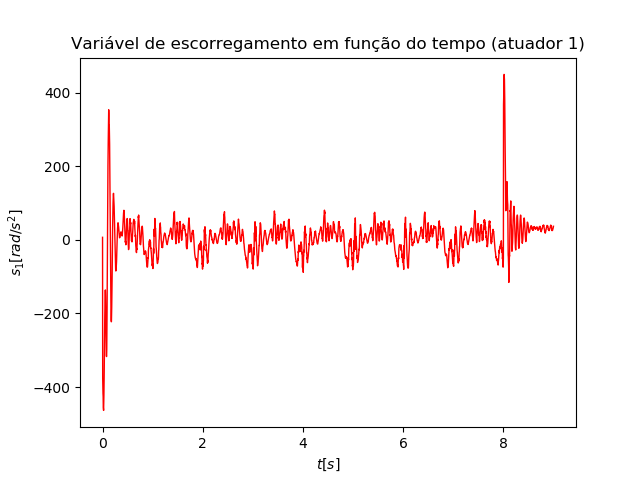 Variável de escorregamento em função do tempo (atuador 1)
400
200
0
−200
−400
s₁[rad/s²]
0 2 4 6 8
t[s]